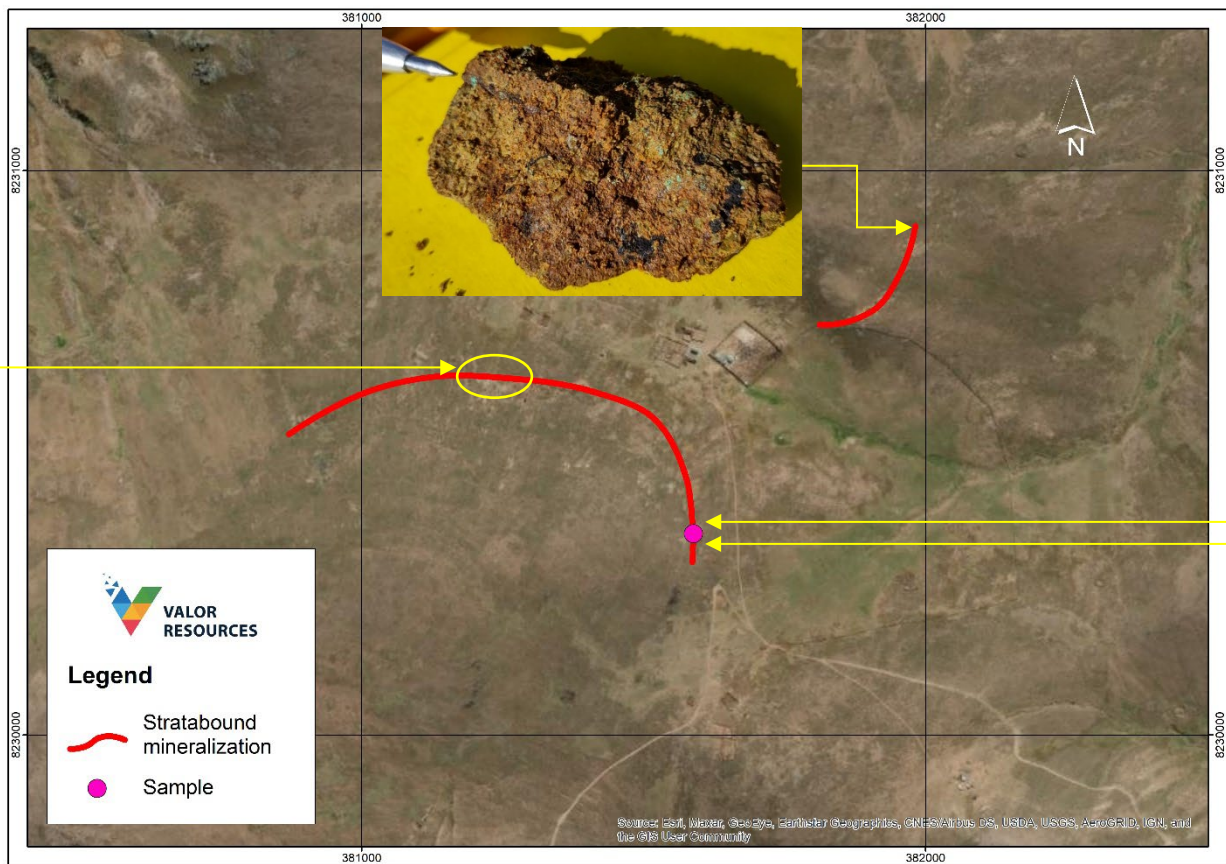 381000
382000
N
8231000
8231000
VALOR
RESOURCES
Legend
Stratabound
mineralization
Sample
8230000
8230000
Source: Esri, Maxar, GeoEye, Earthstar Geographics, CNES/Airbus DS, USDA, USGS, AeroGRID, IGN, and
the GIS User Community
381000
382000